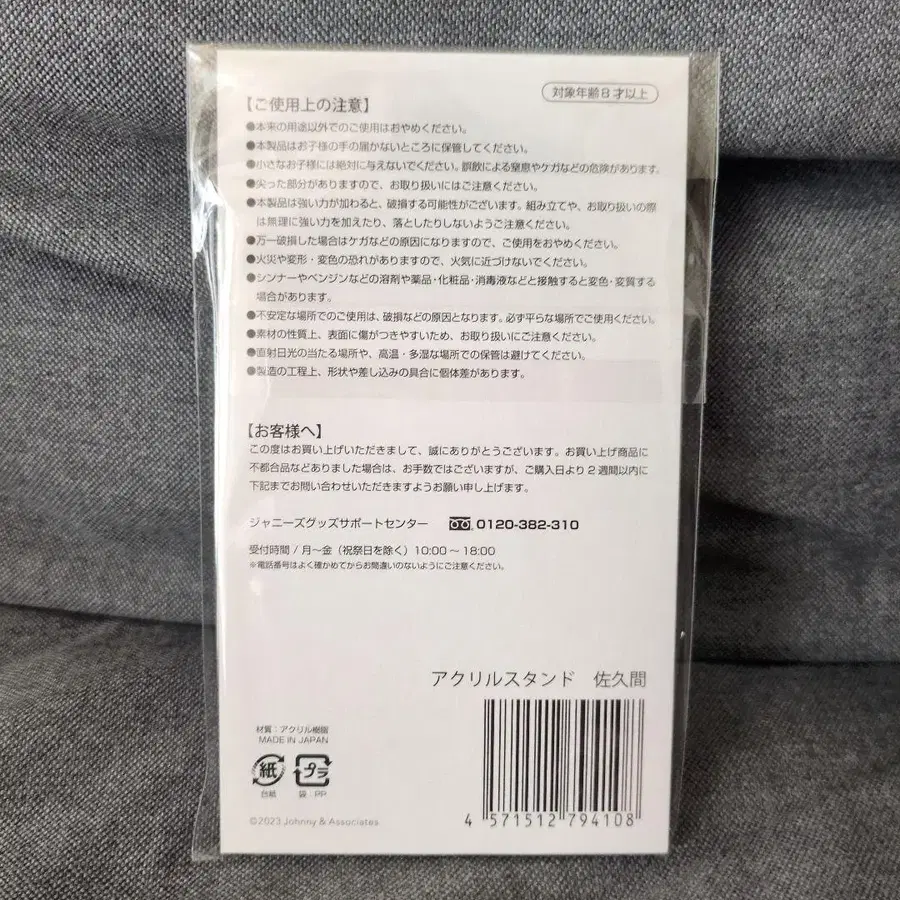 対象年齢8才以上
【ご使用上の注意】
●本来の用途以外でのご使用はおやめください。
●本製品はお子様の手の届かないところに保管してください。
●小さなお子様には絶対に与えないでください。誤飲による窒息やケガなどの危険があります。
●尖った部分がありますので、お取り扱いにはご注意ください。
●本製品は強い力が加わると、破損する可能性がございます。組み立てや、お取り扱いの際
は無理に強い力を加えたり、落としたりしないようご注意ください。
●万一破損した場合はケガなどの原因になりますので、ご使用をおやめください。
●火災や変形・変色の恐れがありますので、火気に近づけないでください。
●シンナーやベンジンなどの溶剤や薬品・化粧品・消毒液などと接触すると変色・変質する
場合があります。
●不安定な場所でのご使用は、破損などの原因となります。必ず平らな場所でご使用ください。
●素材の性質上、表面に傷がつきやすいため、お取り扱いにご注意ください。
●直射日光の当たる場所や、高温・多湿な場所での保管は避けてください。
●製造の工程上、形状や差し込みの具合に個体差があります。
【お客様へ】
この度はお買い上げいただきまして、誠にありがとうございます。お買い上げ商品に
不都合品などありました場合は、お手数ではございますが、ご購入日より2週間以内に
下記までお問い合わせいただきますようお願い申し上げます。
ジャニーズグッズサポートセンター 0120-382-310
受付時間 / 月～金（祝祭日を除く）10:00～18:00
※電話番号はよく確かめてからお間違いのないようにご注意ください。
アクリルスタンド 佐久間
材質：アクリル樹脂
MADE IN JAPAN
紙 プラ
台紙 袋：PP
©2023 Johnny & Associates
4 571512 794108